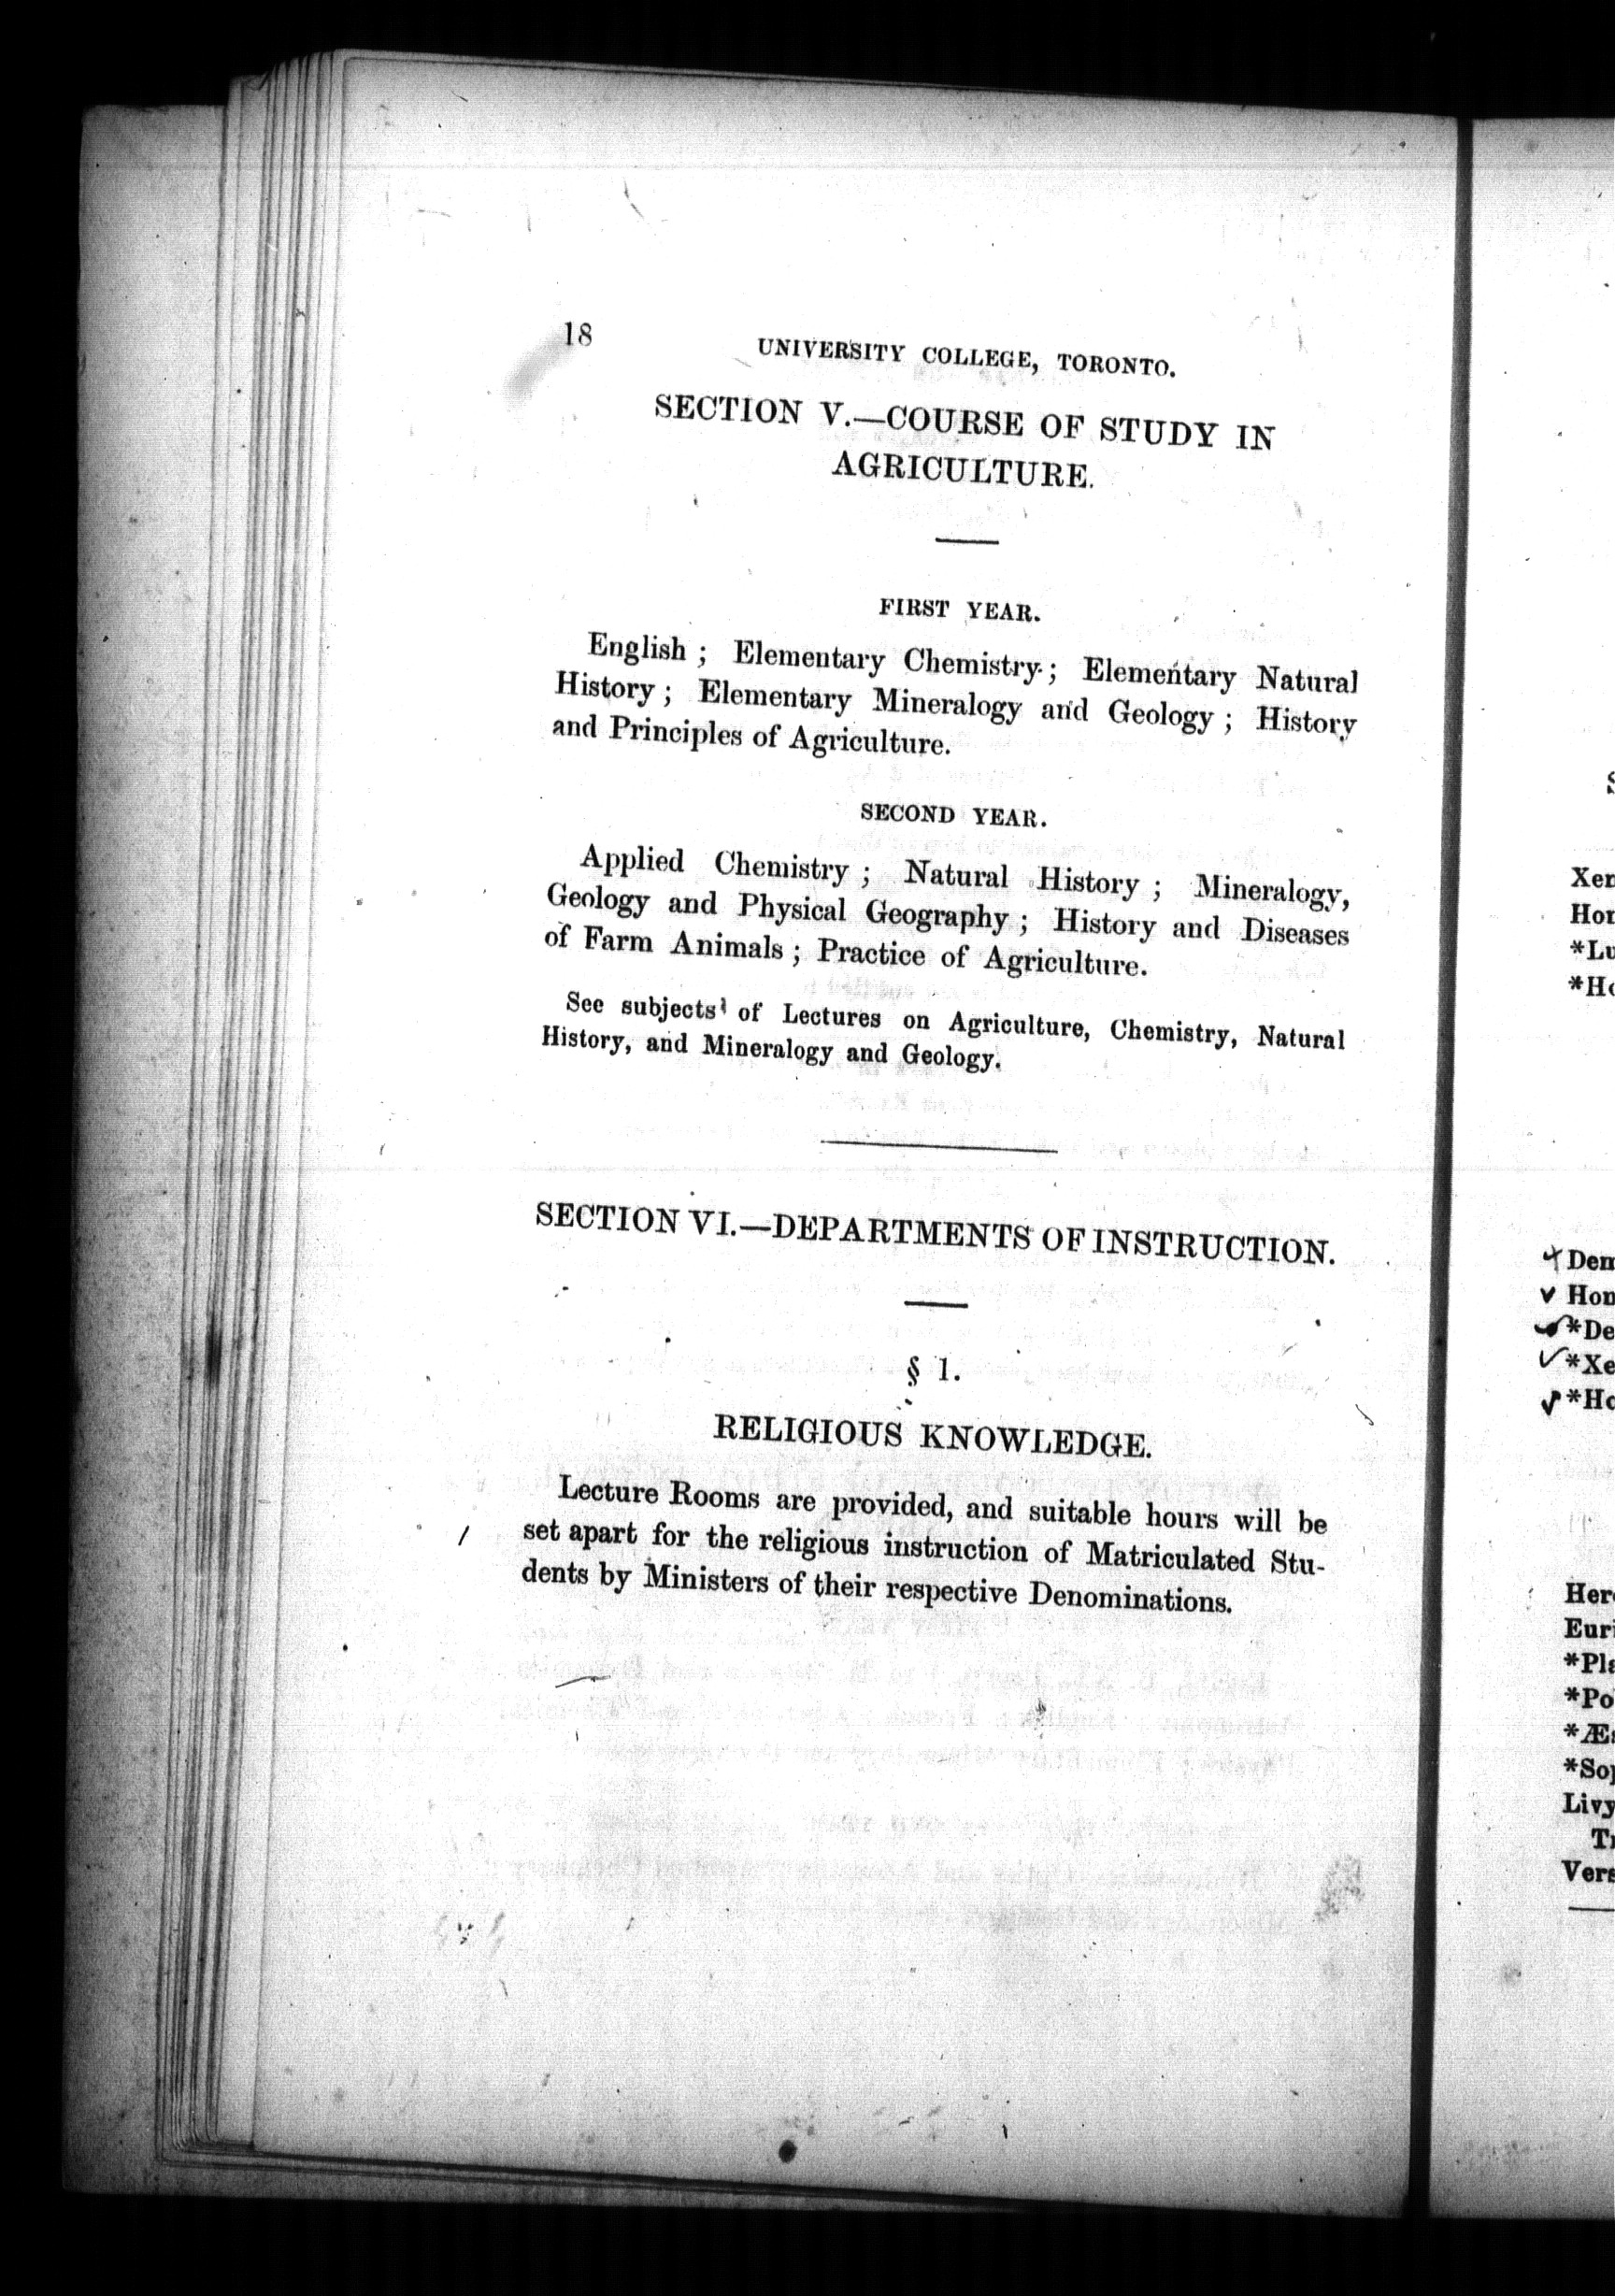 18
UNIVERSITY COLLEGE, TORONTO.
SECTION V.—COURSE OF STUDY IN
AGRICULTURE.
FIRST YEAR.
English ; Elementary Chemistry ; Elementary Natural
History ; Elementary Mineralogy and Geology ; History
and Principles of Agriculture.
SECOND YEAR.
Applied Chemistry ; Natural History ; Mineralogy,
Geology and Physical Geography ; History and Diseases
of Farm Animals ; Practice of Agriculture.
See subjects of Lectures on Agriculture, Chemistry, Natural
History, and Mineralogy and Geology.
SECTION VI.—DEPARTMENTS OF INSTRUCTION.
§ 1.
RELIGIOUS KNOWLEDGE.
Lecture Rooms are provided, and suitable hours will be
set apart for the religious instruction of Matriculated Stu-
dents by Ministers of their respective Denominations.
Livy